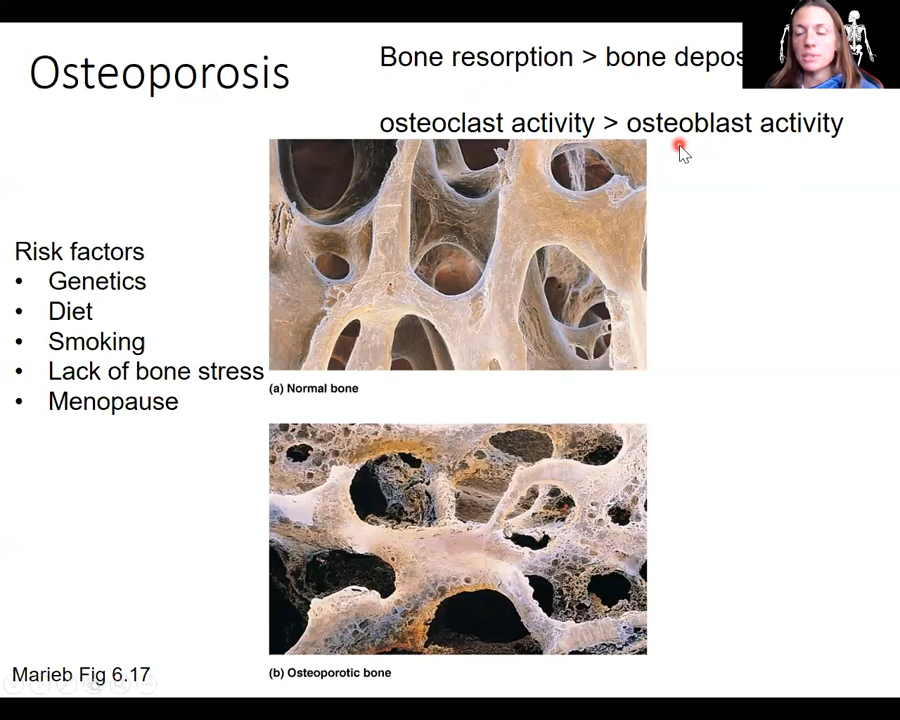 Osteoporosis
Bone resorption > bone depos
osteoclast activity > osteoblast activity
Risk factors
• Genetics
• Diet
• Smoking
• Lack of bone stress
• Menopause
(a) Normal bone
(b) Osteoporotic bone
Marieb Fig 6.17